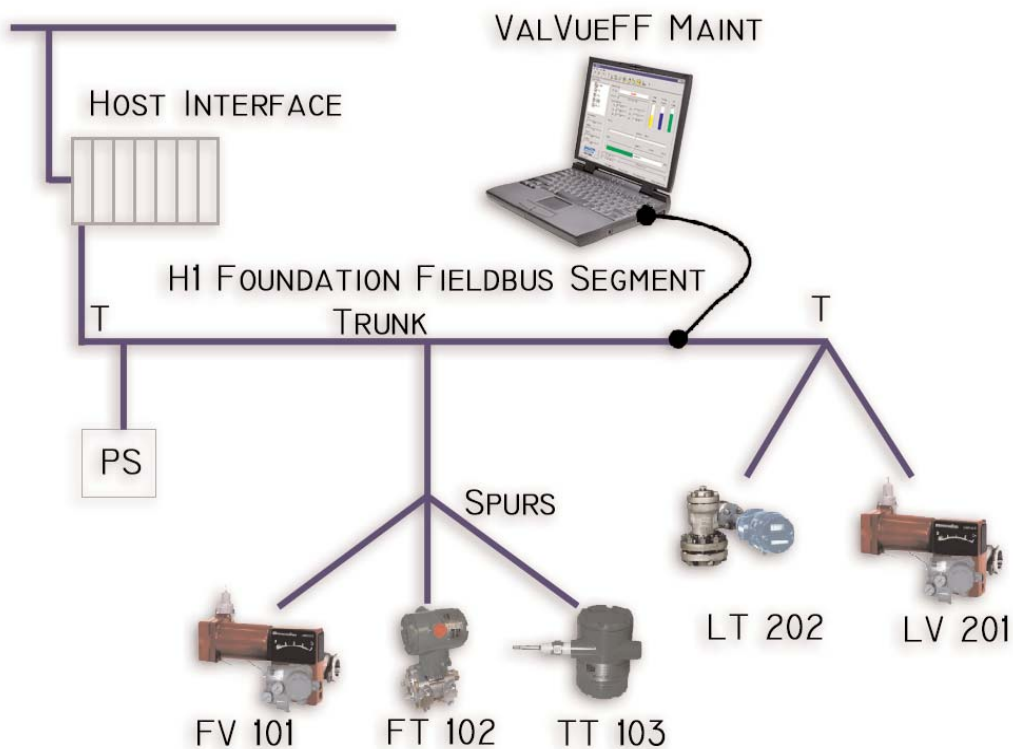 VALVUEFF MAINT
HOST INTERFACE
H1 FOUNDATION FIELDBUS SEGMENT
T
TRUNK
T
PS
SPURS
LT 202
LV 201
FV 101
FT 102
TT 103